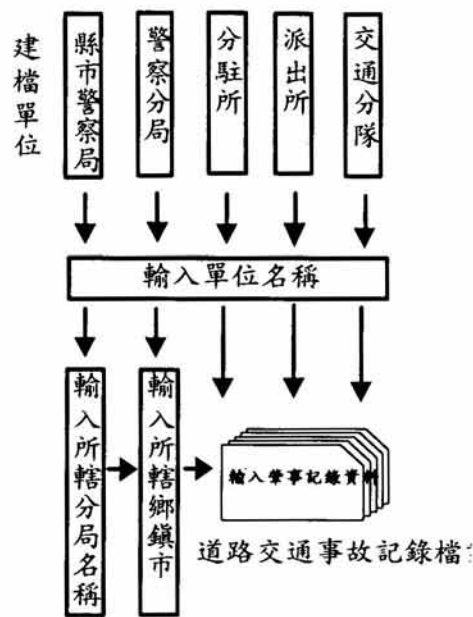 建檔單位
縣市警察局
警察分局
分駐所
派出所
交通分隊
輸入單位名稱
輸入所轄分局名稱
輸入所轄鄉鎮市
輸入肇事記錄資料
道路交通事故記錄檔